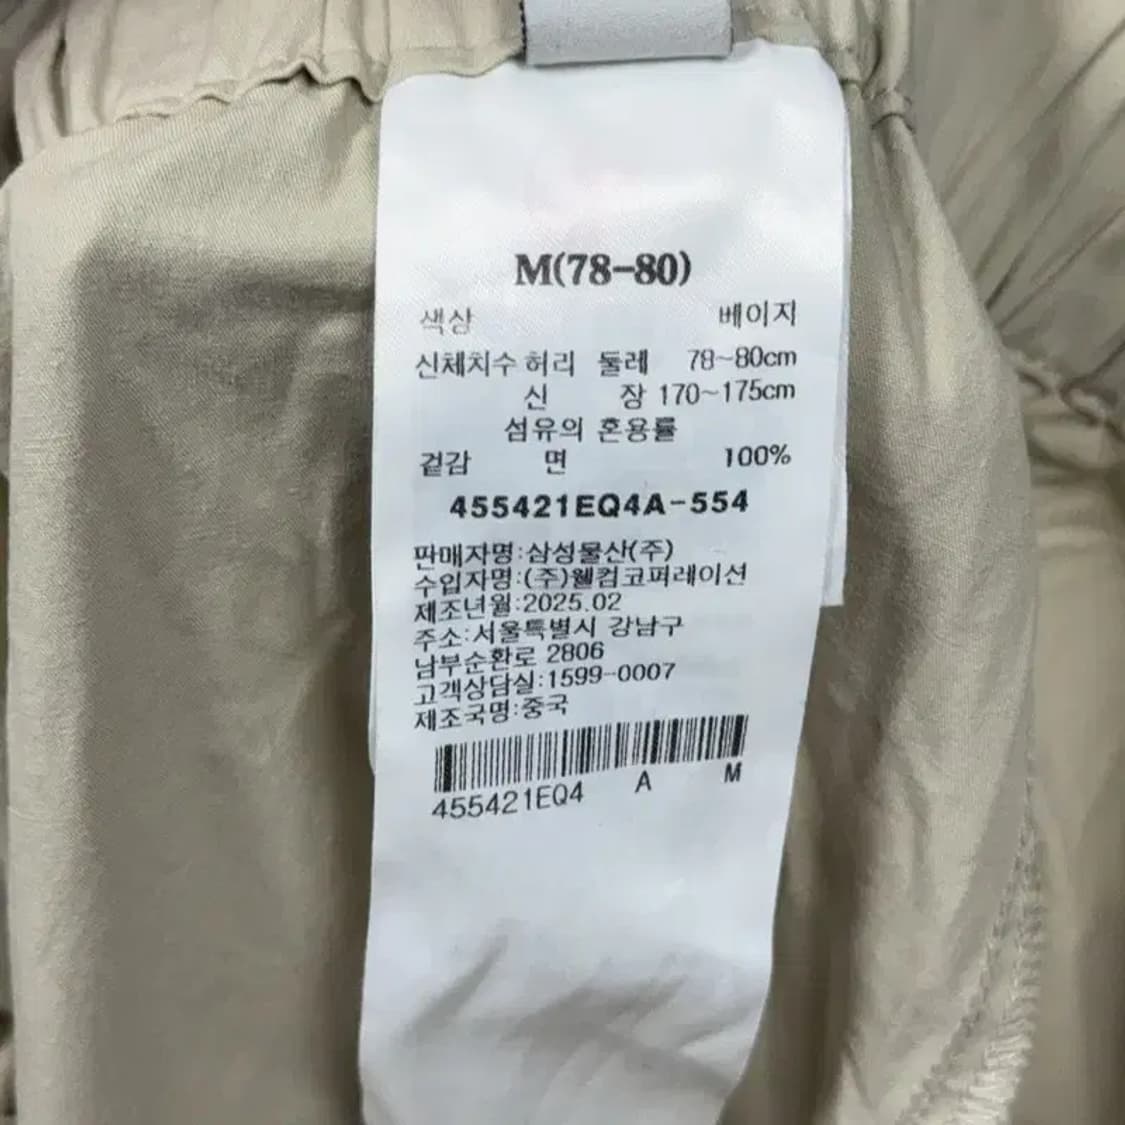 M(78-80)
색상 베이지
신체치수 허리 둘레 78~80cm
신 장 170~175cm
섬유의 혼용률
겉감 면 100%
455421EQ4A-554
판매자명:삼성물산(주)
수입자명:(주)웰컴코퍼레이션
제조년월:2025.02
주소:서울특별시 강남구
남부순환로 2806
고객상담실:1599-0007
제조국명:중국
455421EQ4 A M